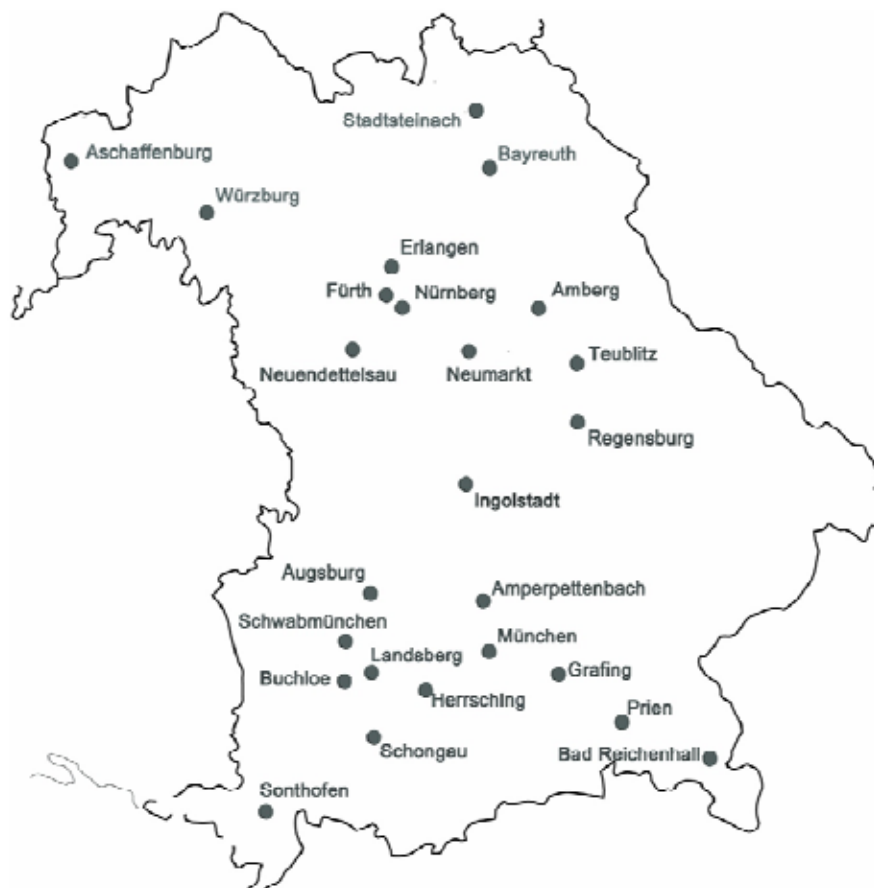 Stadtsteinach
Aschaffenburg
Bayreuth
Würzburg
Erlangen
Fürth
Nürnberg
Amberg
Neuendettelsau
Neumarkt
Teublitz
Regensburg
Ingolstadt
Augsburg
Amperpettenbach
Schwabmünchen
München
Landsberg
Buchloe
Grafing
Herrsching
Prien
Schongau
Bad Reichenhall
Sonthofen